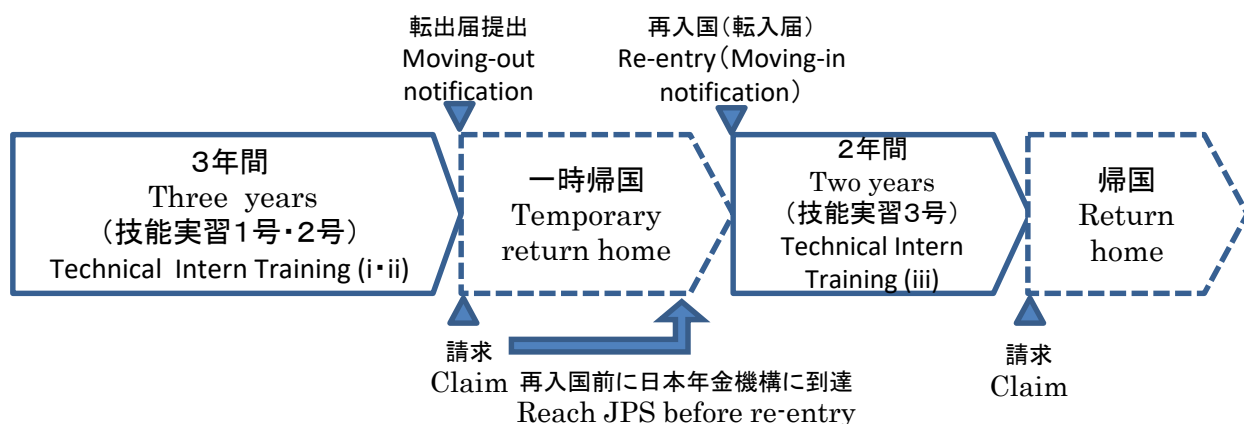 転出届提出
Moving-out
notification
再入国（転入届）
Re-entry（Moving-in
notification）
３年間
Three years
（技能実習１号・２号）
Technical Intern Training (i・ii)
一時帰国
Temporary
return home
２年間
Two years
（技能実習３号）
Technical Intern
Training (iii)
帰国
Return
home
請求
Claim
再入国前に日本年金機構に到達
Reach JPS before re-entry
請求
Claim